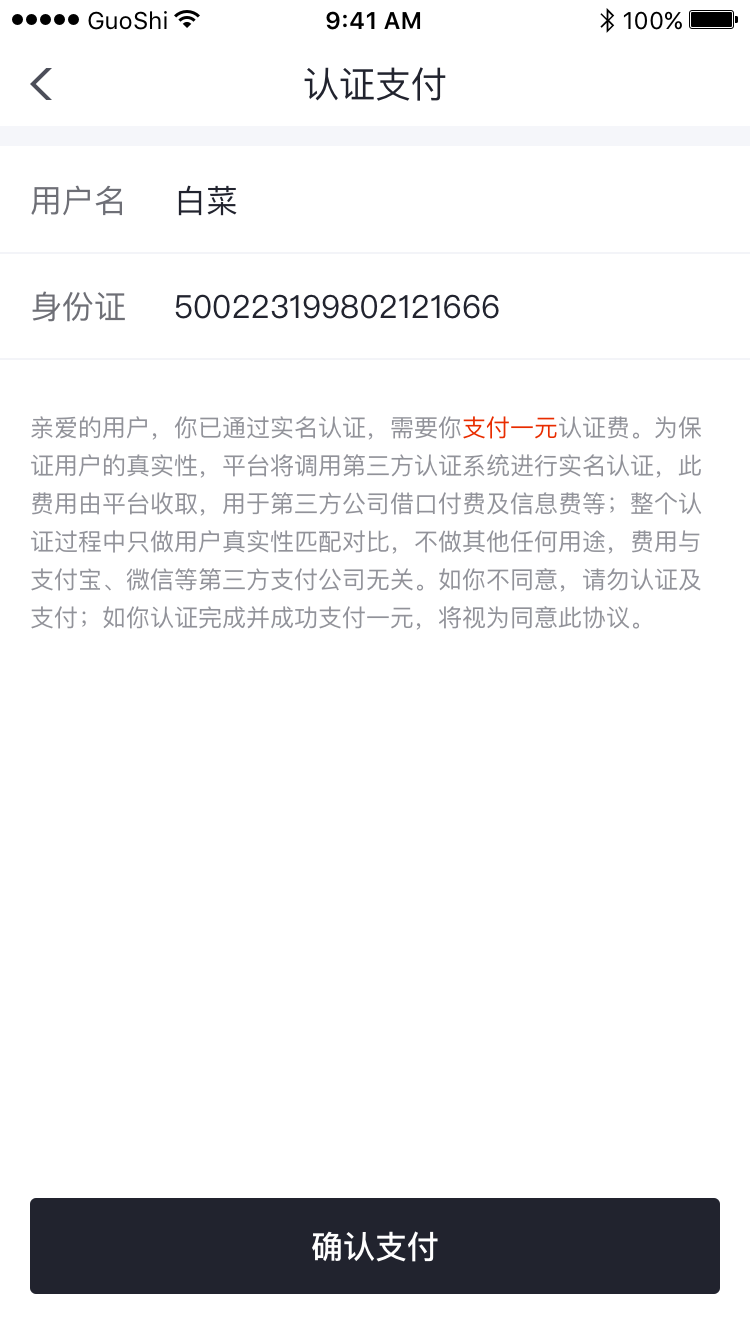 GuoShi 9:41 AM 100%
认证支付
用户名 白菜
身份证 500223199802121666
亲爱的用户，你已通过实名认证，需要你支付一元认证费。为保
证用户的真实性，平台将调用第三方认证系统进行实名认证，此
费用由平台收取，用于第三方公司借口付费及信息费等；整个认
证过程中只做用户真实性匹配对比，不做其他任何用途，费用与
支付宝、微信等第三方支付公司无关。如你不同意，请勿认证及
支付；如你认证完成并成功支付一元，将视为同意此协议。
确认支付